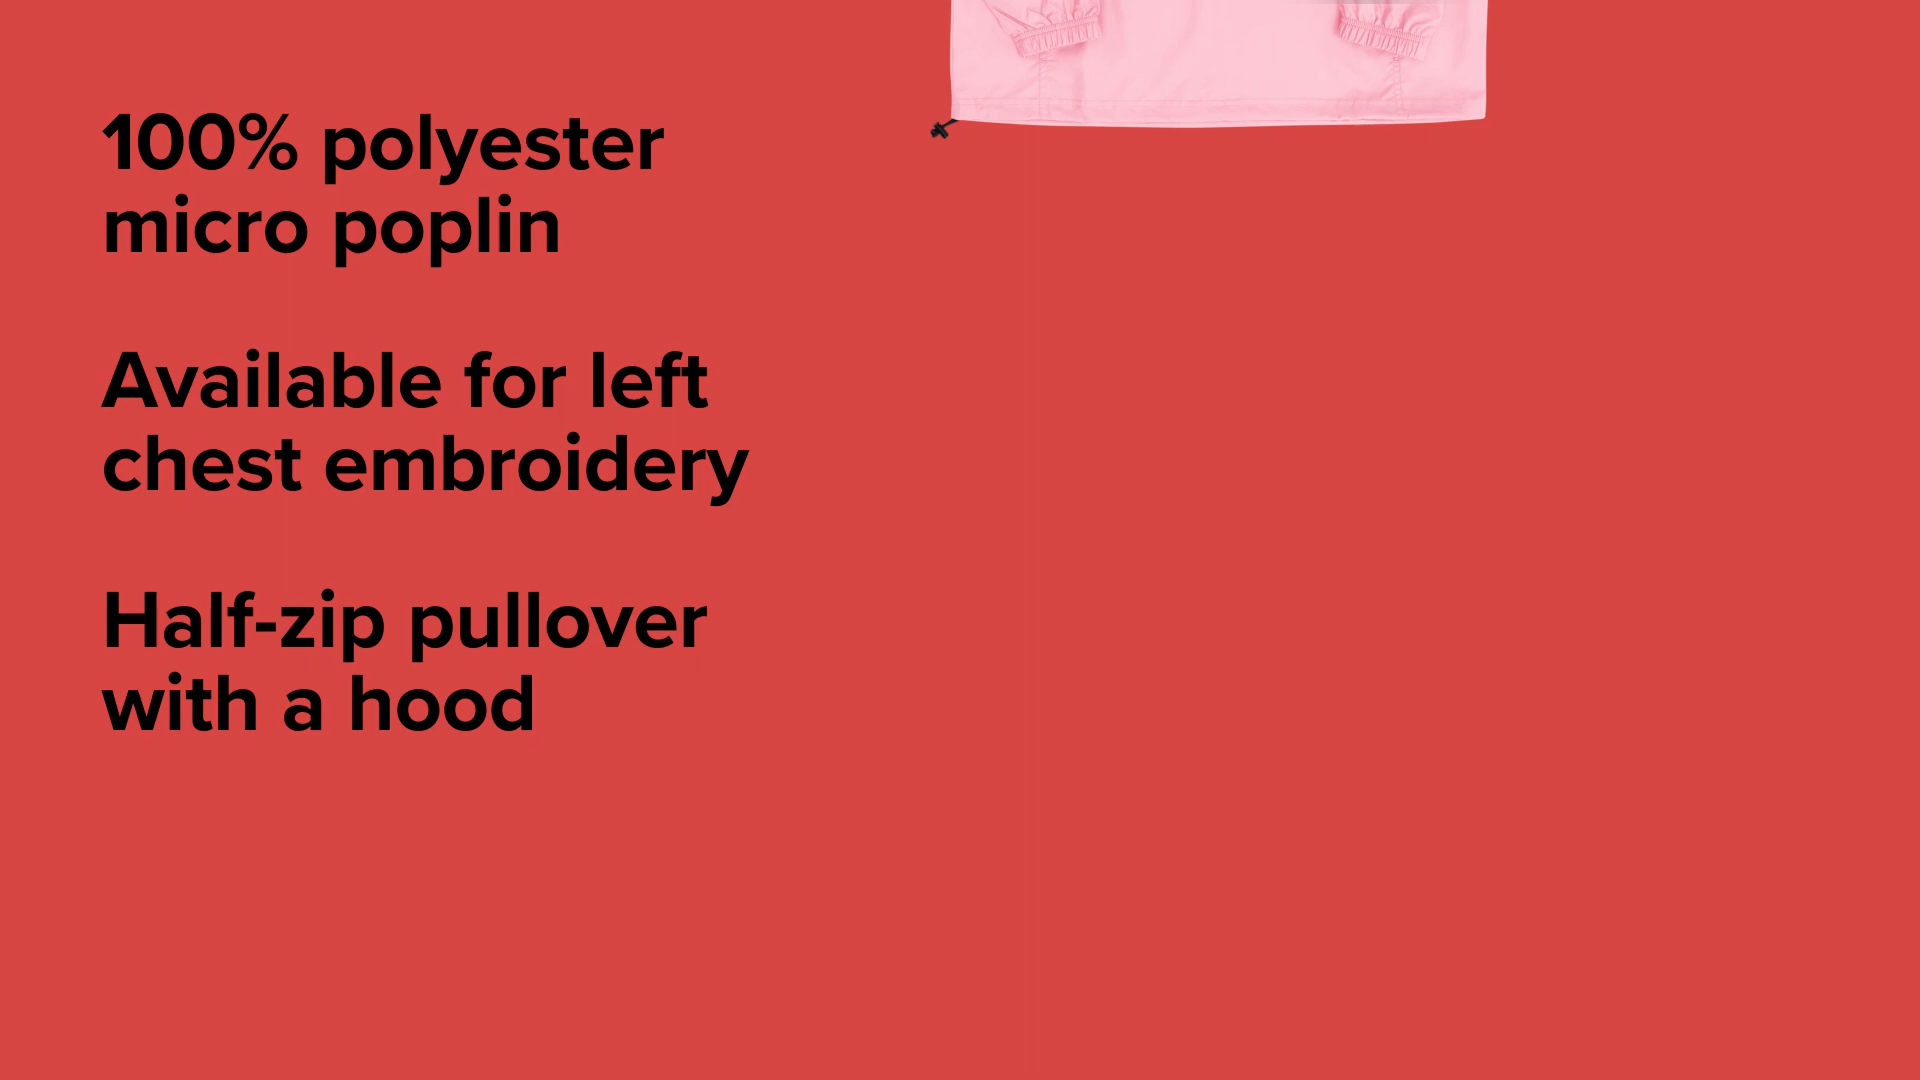 100% polyester
micro poplin
Available for left
chest embroidery
Half-zip pullover
with a hood